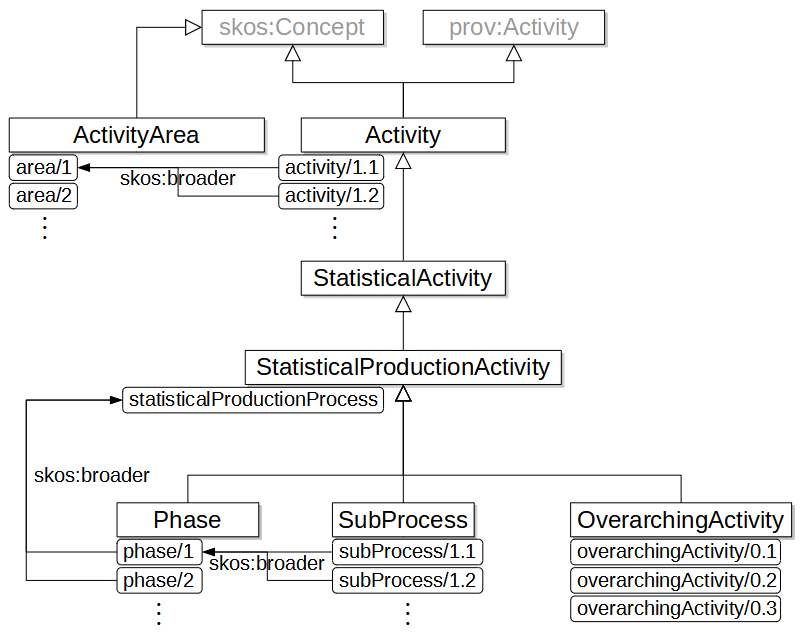 skos:Concept
prov:Activity
ActivityArea
Activity
area/1
activity/1.1
skos:broader
area/2
activity/1.2
StatisticalActivity
StatisticalProductionActivity
statisticalProductionProcess
skos:broader
Phase
SubProcess
OverarchingActivity
phase/1
subProcess/1.1
overarchingActivity/0.1
skos:broader
phase/2
subProcess/1.2
overarchingActivity/0.2
overarchingActivity/0.3